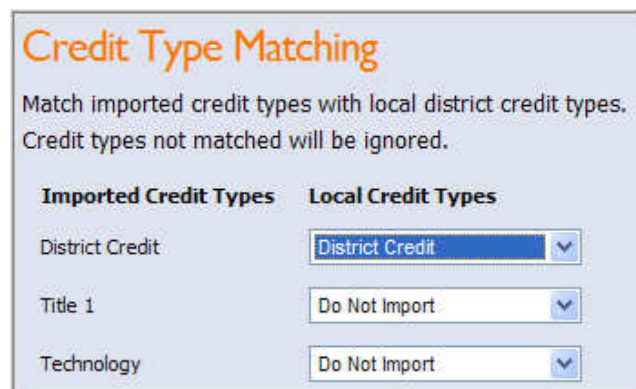 Credit Type Matching
Match imported credit types with local district credit types.
Credit types not matched will be ignored.
Imported Credit Types Local Credit Types
District Credit District Credit
Title 1 Do Not Import
Technology Do Not Import